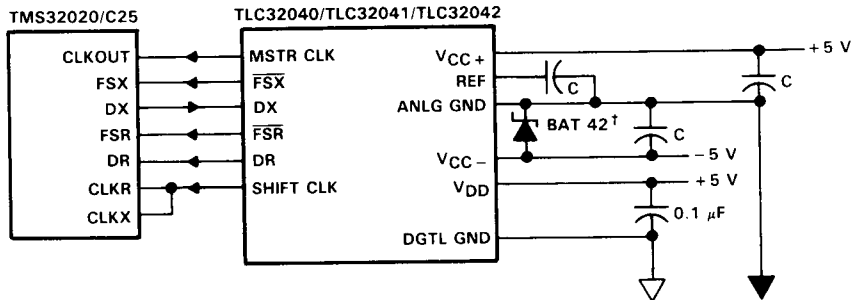 TMS32020/C25
TLC32040/TLC32041/TLC32042
CLKOUT
FSX
DX
FSR
DR
CLKR
CLKX
MSTR CLK
FSX
DX
FSR
DR
SHIFT CLK
VCC+
REF
ANLG GND
VCC-
VDD
DGTL GND
C
BAT 42†
C
C
+5 V
-5 V
+5 V
0.1 μF